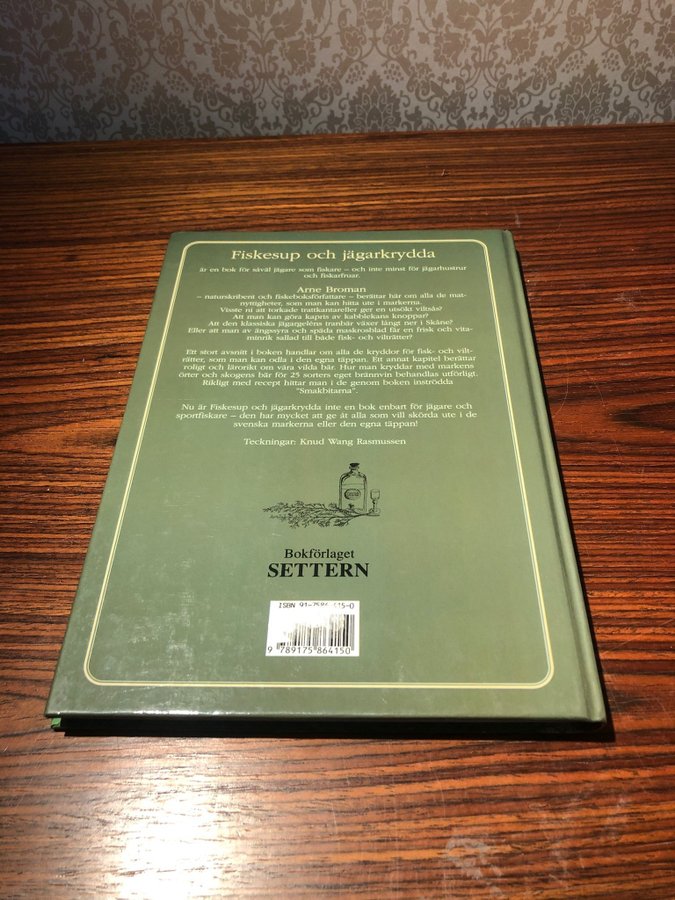 Fiskesup och jägarkrydda
är en bok för såväl jägare som fiskare – och inte minst för jägarhustrur
och fiskarfruar.
Arne Broman
– naturskribent och fiskeboksförfattare – berättar här om alla de mat-
nyttigheter, som man kan hitta ute i markerna.
Visste ni att torkade trattkantareller ger en utsökt viltsås?
Att man kan göra kapris av kabblekans knoppar?
Att den klassiska jägargeléns tranbär växer långt ner i Skåne?
Eller att man av ängssyra och späda maskrosblad får en frisk och vita-
minrik sallad till både fisk- och vilträtter?
Ett stort avsnitt i boken handlar om alla de kryddor för fisk- och vilt-
rätter, som man kan odla i den egna täppan. Ett annat kapitel berättar
roligt och lärorikt om våra vilda bär. Hur man kryddar med markens
örter och skogens bär för 25 sorters eget brännvin behandlas utförligt.
Rikligt med recept hittar man i de genom boken inströdda
"Smakbitarna".
Nu är Fiskesup och jägarkrydda inte en bok enbart för jägare och
sportfiskare – den har mycket att ge åt alla som vill skörda ute i de
svenska markerna eller den egna täppan!
Teckningar: Knud Wang Rasmussen
Bokförlaget
SETTERN
ISBN
9 789175 864150